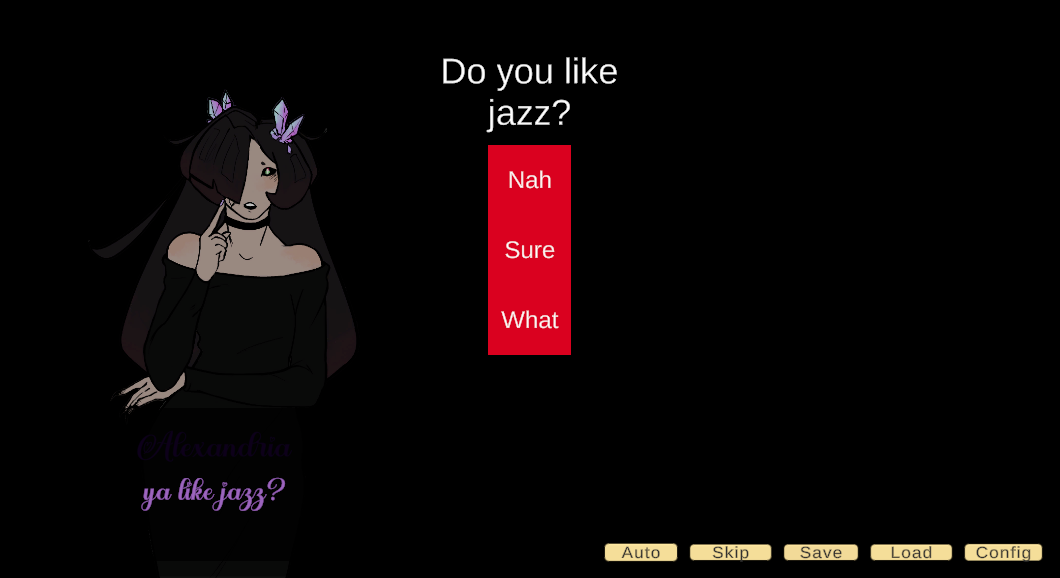 Do you like
jazz?
Nah
Sure
What
Alexandria
ya like jazz?
Auto
Skip
Save
Load
Config